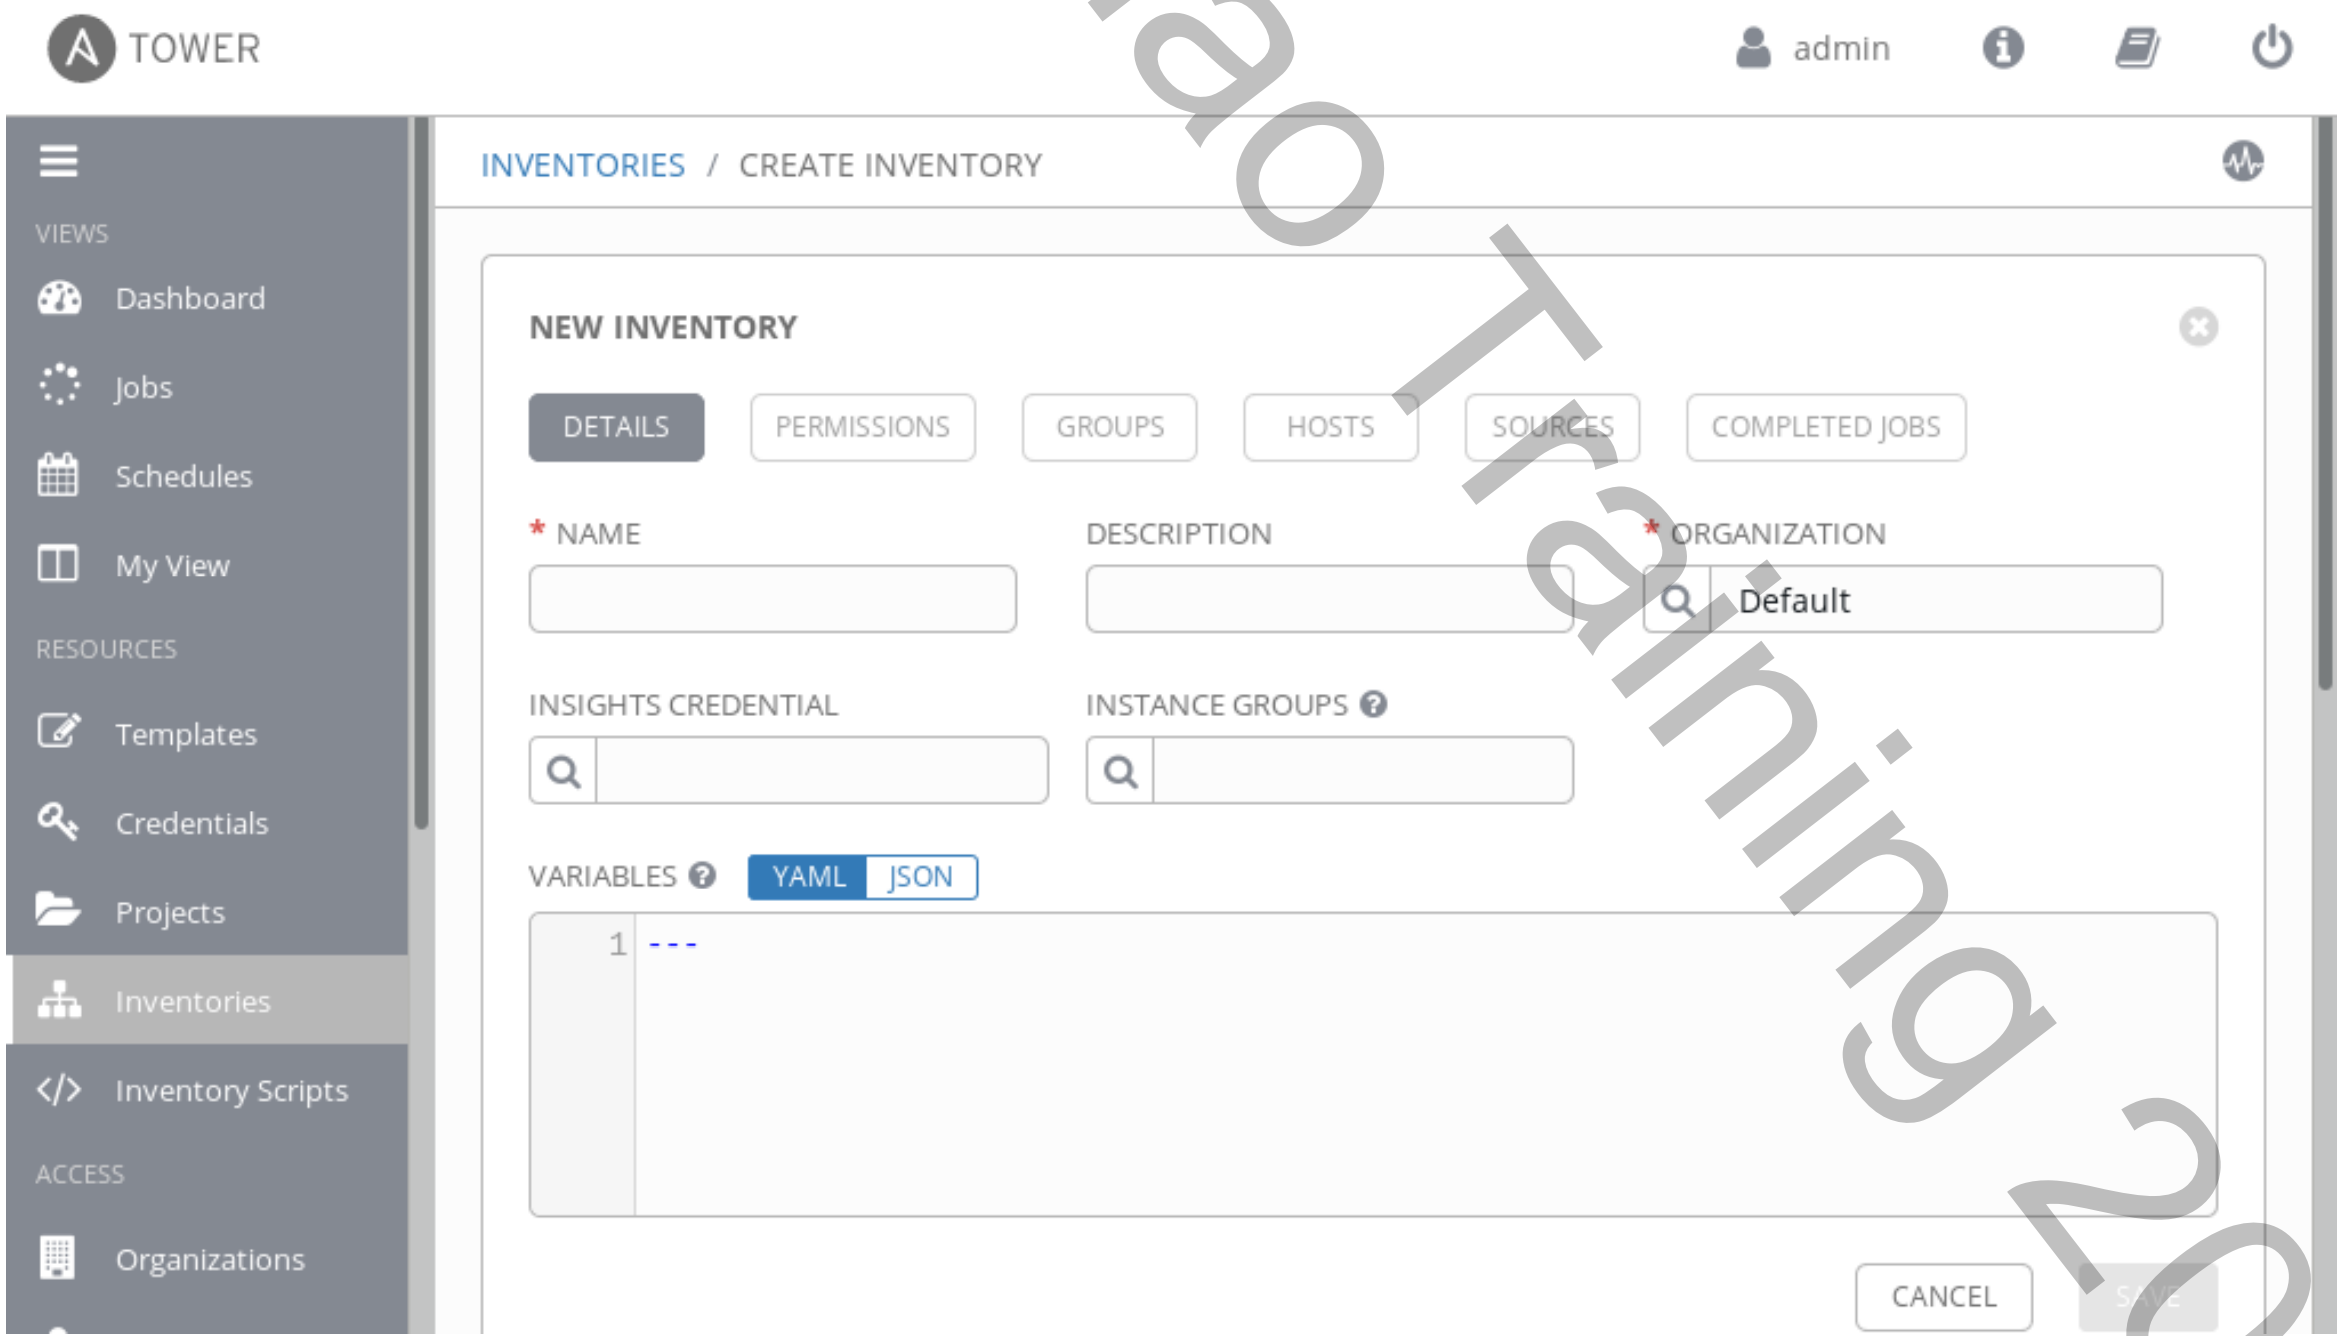 TOWER
admin
INVENTORIES / CREATE INVENTORY
VIEWS
Dashboard
Jobs
Schedules
My View
RESOURCES
Templates
Credentials
Projects
Inventories
Inventory Scripts
ACCESS
Organizations
NEW INVENTORY
DETAILS PERMISSIONS GROUPS HOSTS SOURCES COMPLETED JOBS
* NAME DESCRIPTION * ORGANIZATION
Default
INSIGHTS CREDENTIAL INSTANCE GROUPS
VARIABLES YAML JSON
1 ---
CANCEL SAVE
Training